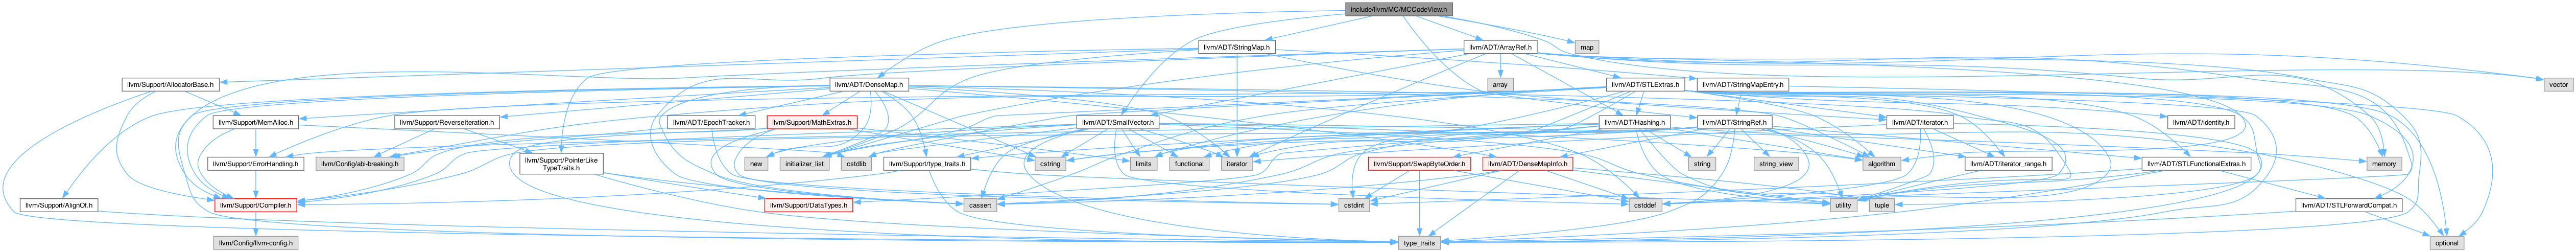 include/llvm/MC/MCCodeView.h
llvm/ADT/StringMap.h
llvm/ADT/ArrayRef.h
map
llvm/Support/AllocatorBase.h
llvm/ADT/DenseMap.h
array
llvm/ADT/STLExtras.h
llvm/ADT/StringMapEntry.h
vector
llvm/Support/MemAlloc.h
llvm/Support/ReverseIteration.h
llvm/ADT/EpochTracker.h
llvm/Support/MathExtras.h
llvm/ADT/SmallVector.h
llvm/ADT/Hashing.h
llvm/ADT/StringRef.h
llvm/ADT/iterator.h
llvm/ADT/identity.h
llvm/Support/ErrorHandling.h
llvm/Config/abi-breaking.h
llvm/Support/PointerLike
TypeTraits.h
new
initializer_list
cstdlib
llvm/Support/type_traits.h
cstring
limits
functional
iterator
llvm/Support/SwapByteOrder.h
llvm/ADT/DenseMapInfo.h
string
string_view
algorithm
llvm/ADT/iterator_range.h
llvm/ADT/STLFunctionalExtras.h
memory
llvm/Support/AlignOf.h
llvm/Support/Compiler.h
llvm/Support/DataTypes.h
cassert
cstdint
cstddef
utility
tuple
llvm/ADT/STLForwardCompat.h
llvm/Config/llvm-config.h
type_traits
optional